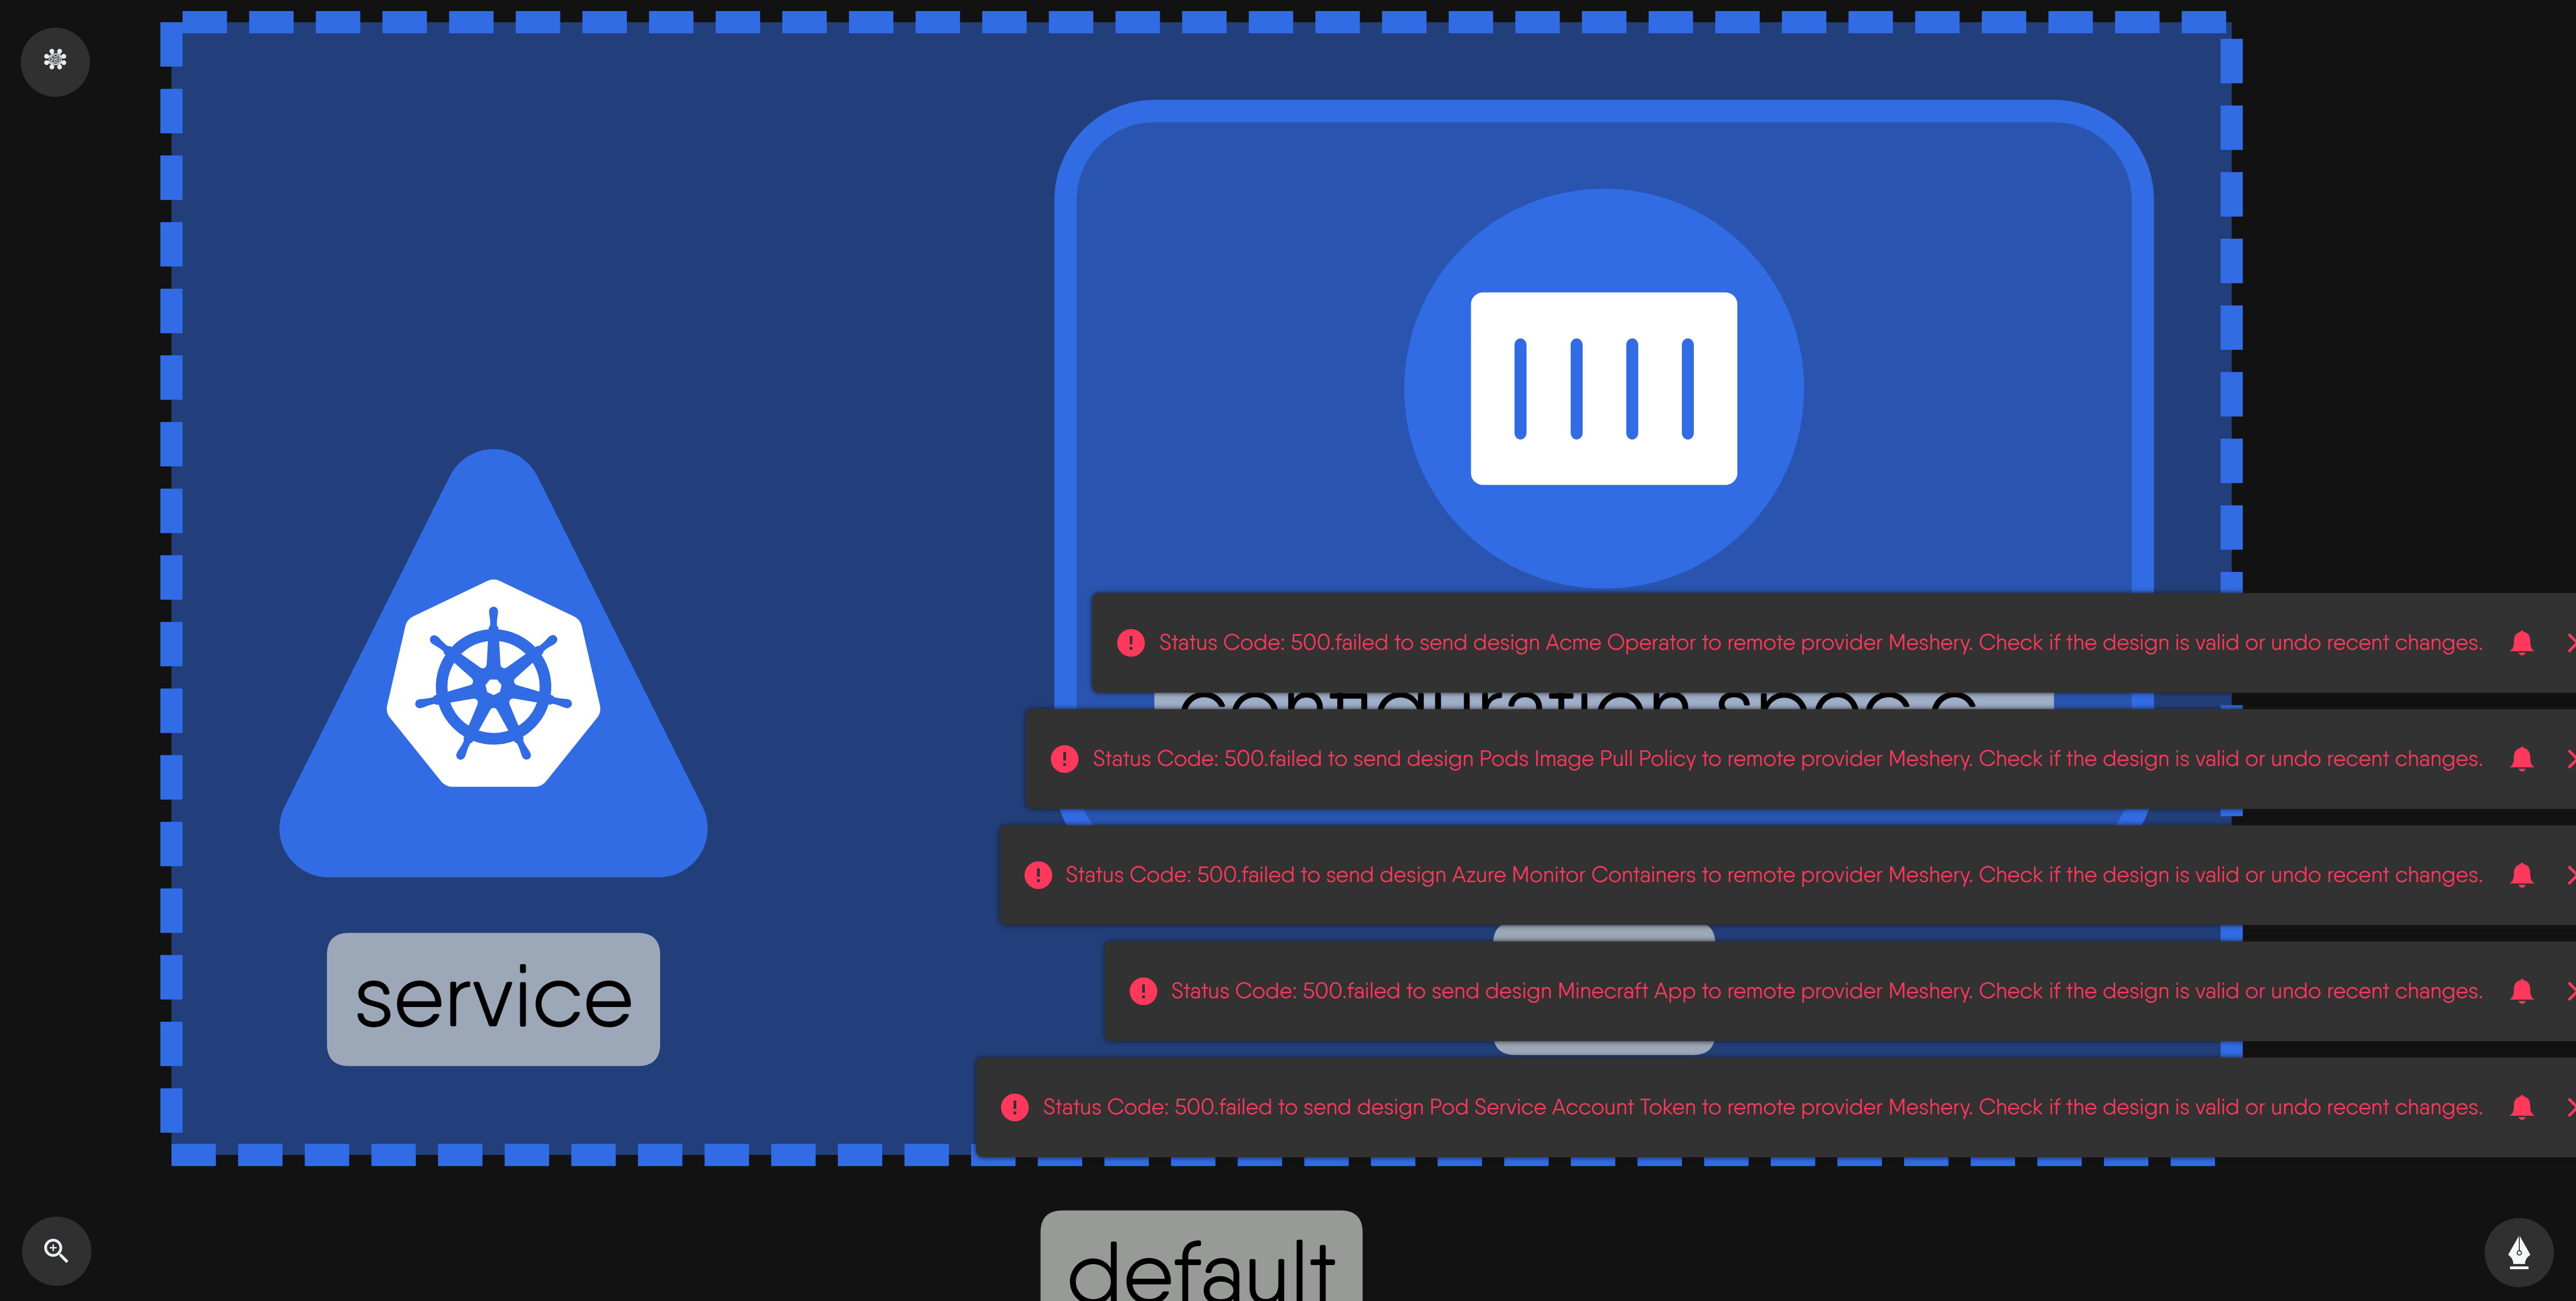 Status Code: 500.failed to send design Acme Operator to remote provider Meshery. Check if the design is valid or undo recent changes.
configuration spec c
Status Code: 500.failed to send design Pods Image Pull Policy to remote provider Meshery. Check if the design is valid or undo recent changes.
Status Code: 500.failed to send design Azure Monitor Containers to remote provider Meshery. Check if the design is valid or undo recent changes.
Status Code: 500.failed to send design Minecraft App to remote provider Meshery. Check if the design is valid or undo recent changes.
service
Status Code: 500.failed to send design Pod Service Account Token to remote provider Meshery. Check if the design is valid or undo recent changes.
default